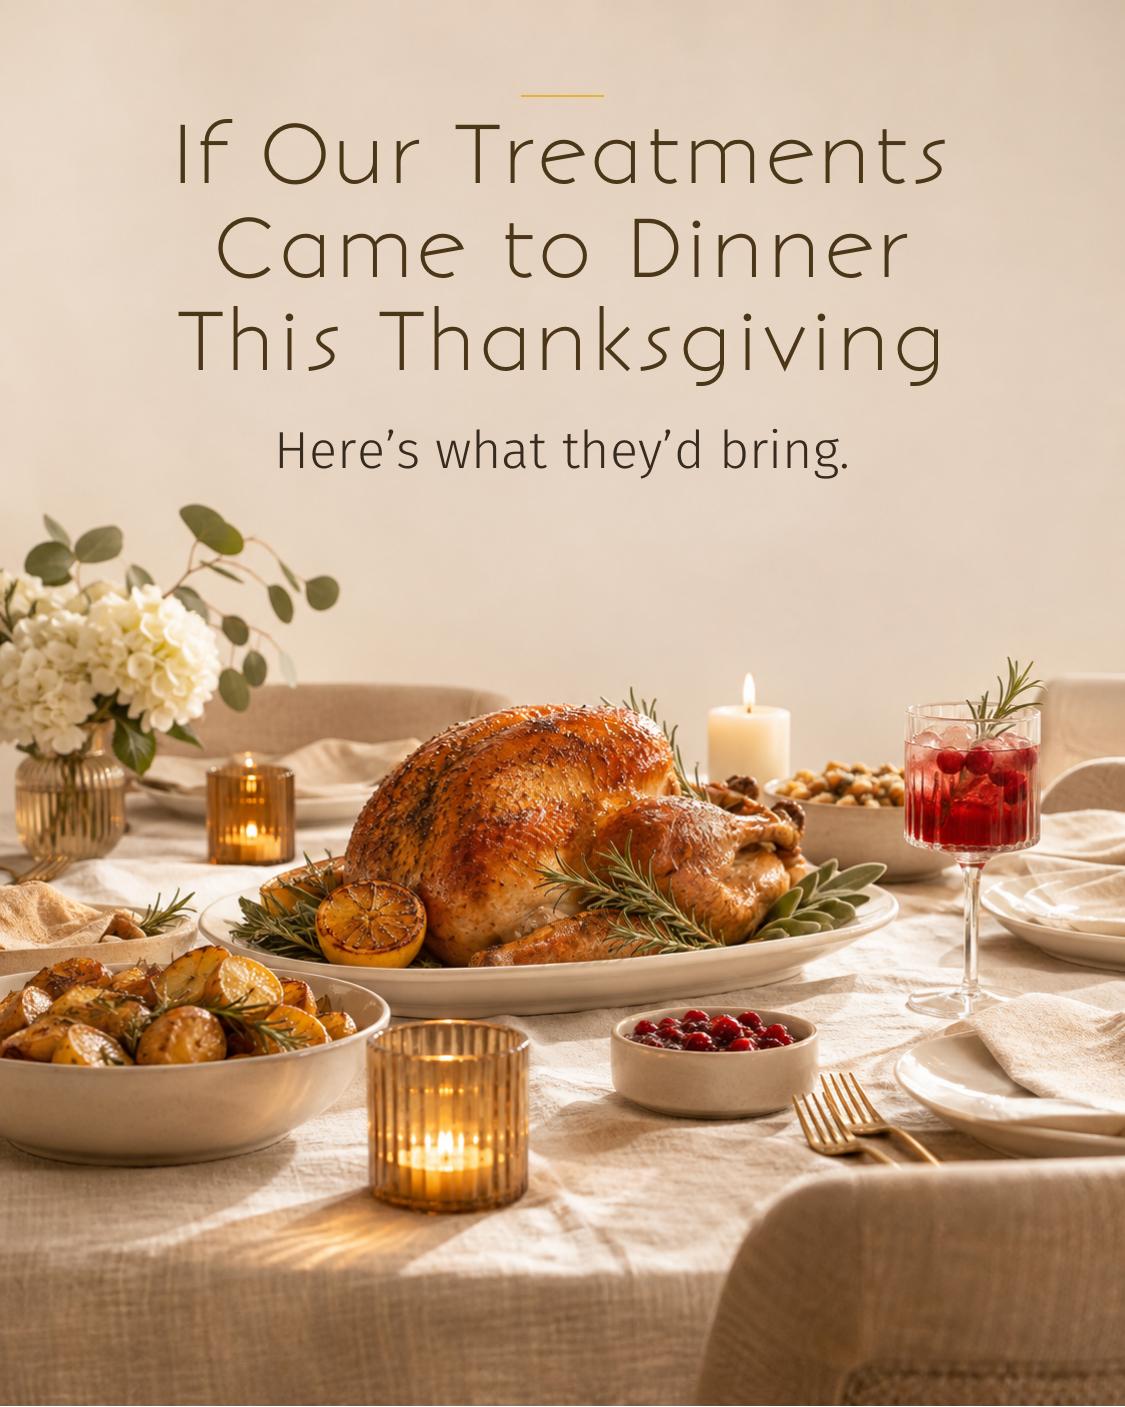 If Our Treatments
Came to Dinner
This Thanksgiving
Here’s what they’d bring.